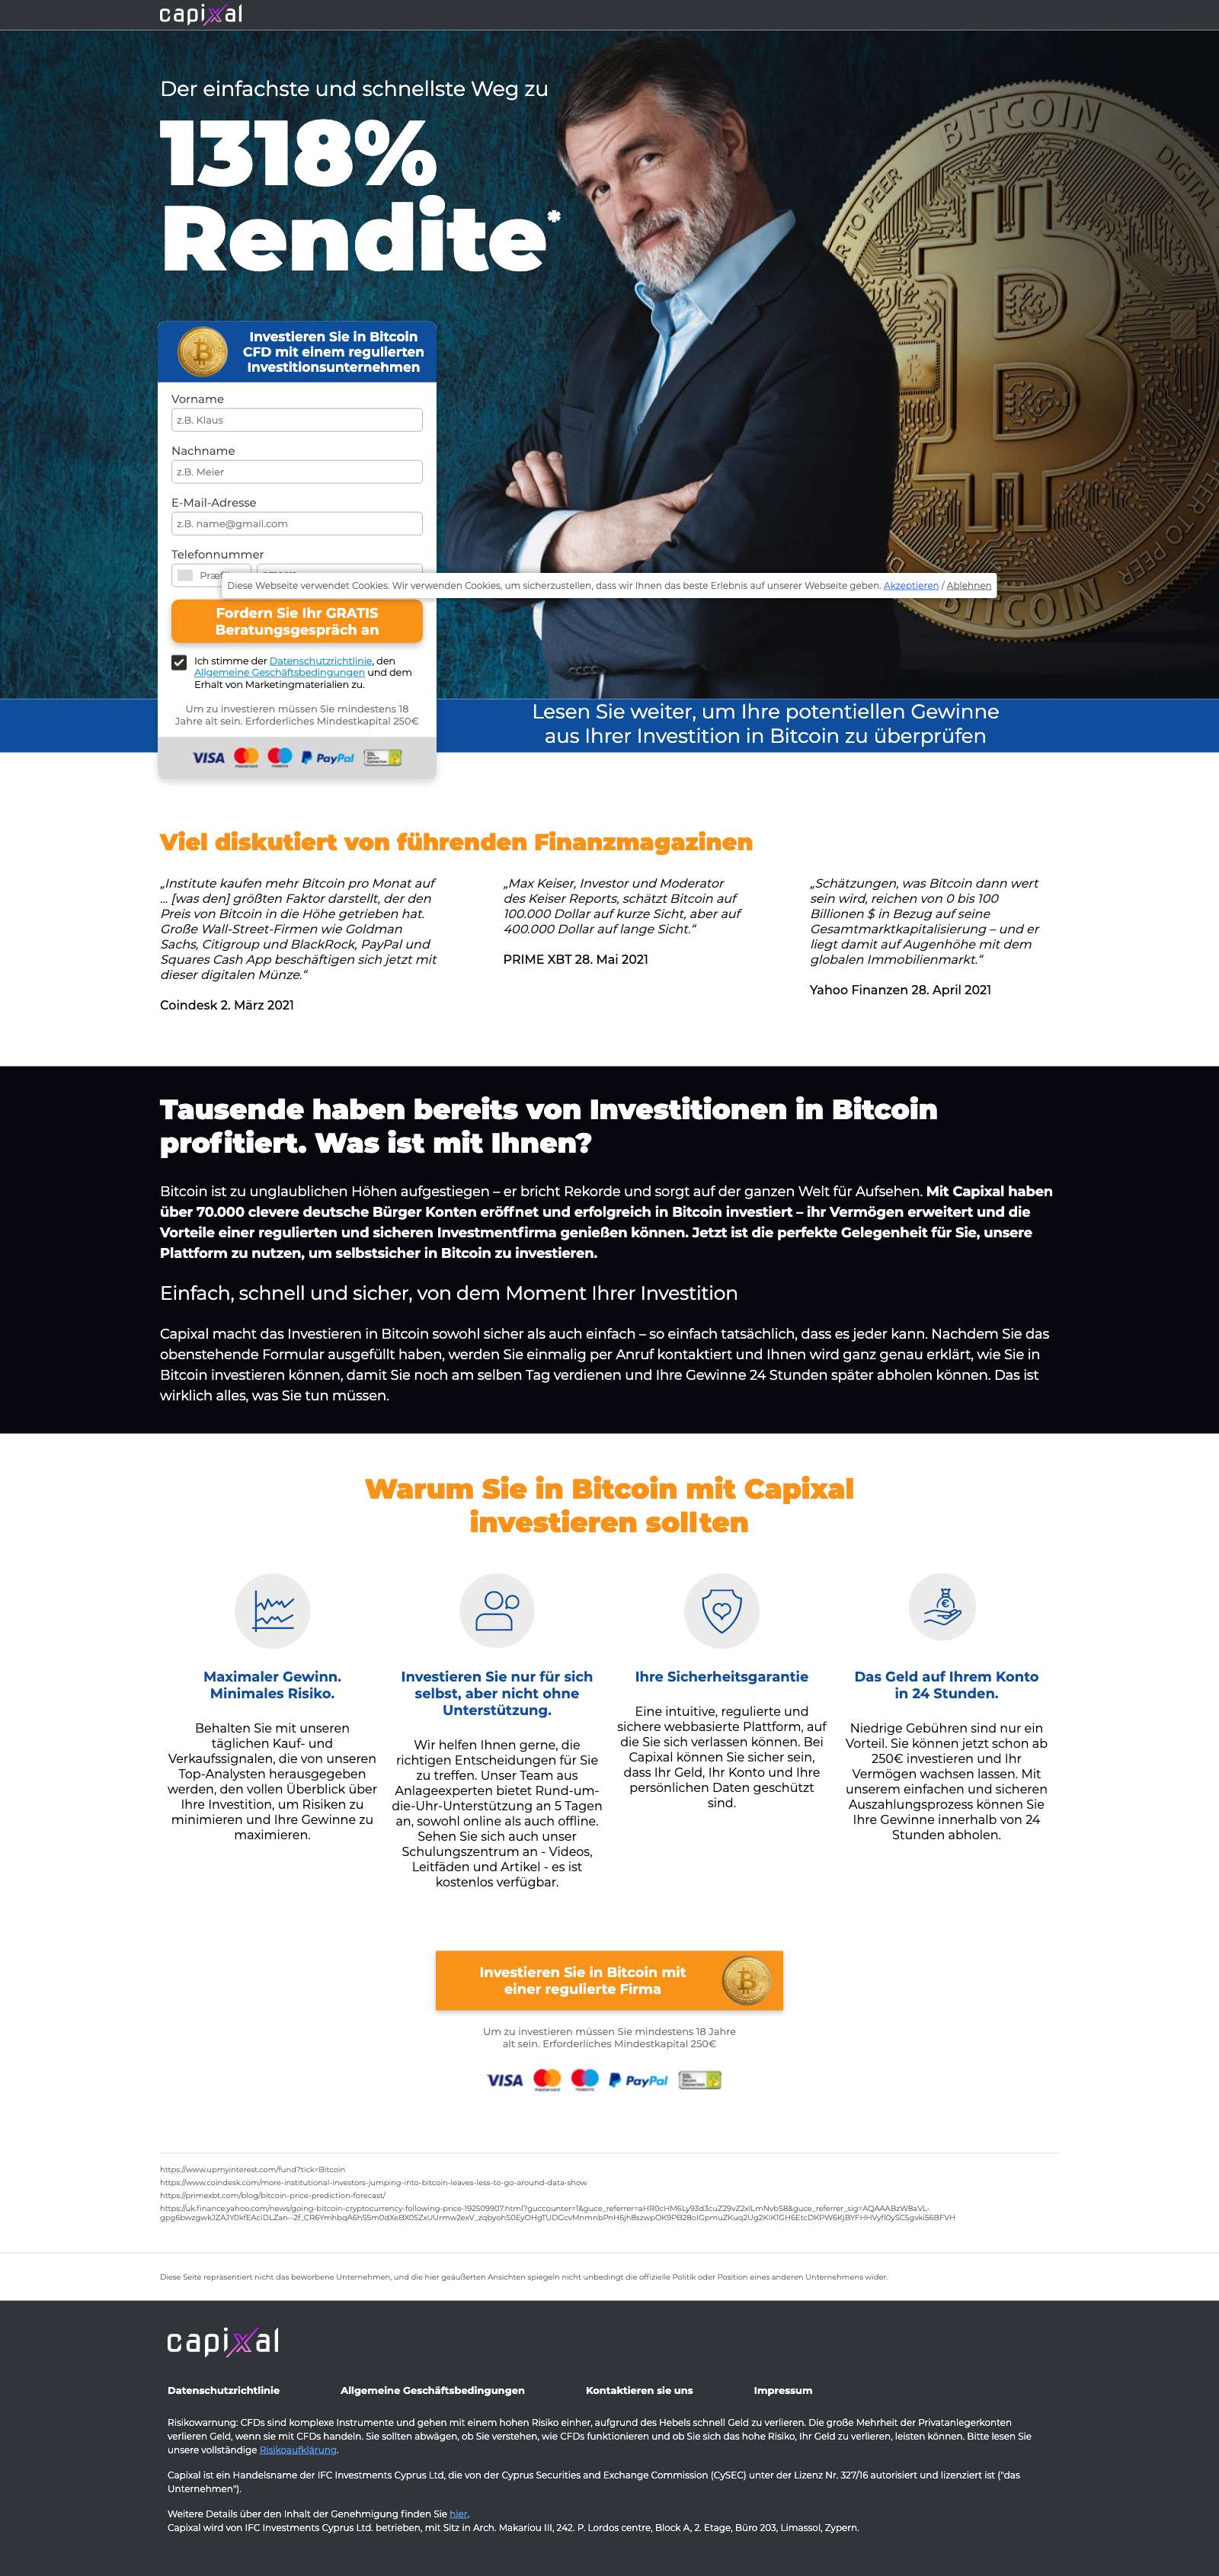 capixal
Der einfachste und schnellste Weg zu
1318%
Rendite*
BITCOIN
DIGITAL
PEER TO PEER
Investieren Sie in Bitcoin
CFD mit einem regulierten
Investitionsunternehmen
Vorname
z.B. Klaus
Nachname
z.B. Meier
E-Mail-Adresse
z.B. name@gmail.com
Telefonnummer
Diese Webseite verwendet Cookies. Wir verwenden Cookies, um sicherzustellen, dass wir Ihnen das beste Erlebnis auf unserer Webseite geben. Akzeptieren / Ablehnen
Fordern Sie Ihr GRATIS
Beratungsgespräch an
Ich stimme der Datenschutzrichtlinie, den
Allgemeine Geschäftsbedingungen und dem
Erhalt von Marketingmaterialien zu.
Um zu investieren müssen Sie mindestens 18
Jahre alt sein. Erforderliches Mindestkapital 250€
VISA mastercard maestro PayPal SSL Secure Connection
Lesen Sie weiter, um Ihre potentiellen Gewinne
aus Ihrer Investition in Bitcoin zu überprüfen
Viel diskutiert von führenden Finanzmagazinen
„Institute kaufen mehr Bitcoin pro Monat auf
... [was den] größten Faktor darstellt, der den
Preis von Bitcoin in die Höhe getrieben hat.
Große Wall-Street-Firmen wie Goldman
Sachs, Citigroup und BlackRock, PayPal und
Squares Cash App beschäftigen sich jetzt mit
dieser digitalen Münze.“
Coindesk 2. März 2021
„Max Keiser, Investor und Moderator
des Keiser Reports, schätzt Bitcoin auf
100.000 Dollar auf kurze Sicht, aber auf
400.000 Dollar auf lange Sicht.“
PRIME XBT 28. Mai 2021
„Schätzungen, was Bitcoin dann wert
sein wird, reichen von 0 bis 100
Billionen $ in Bezug auf seine
Gesamtmarktkapitalisierung – und er
liegt damit auf Augenhöhe mit dem
globalen Immobilienmarkt.“
Yahoo Finanzen 28. April 2021
Tausende haben bereits von Investitionen in Bitcoin
profitiert. Was ist mit Ihnen?
Bitcoin ist zu unglaublichen Höhen aufgestiegen – er bricht Rekorde und sorgt auf der ganzen Welt für Aufsehen. Mit Capixal haben
über 70.000 clevere deutsche Bürger Konten eröffnet und erfolgreich in Bitcoin investiert – ihr Vermögen erweitert und die
Vorteile einer regulierten und sicheren Investmentfirma genießen können. Jetzt ist die perfekte Gelegenheit für Sie, unsere
Plattform zu nutzen, um selbstsicher in Bitcoin zu investieren.
Einfach, schnell und sicher, von dem Moment Ihrer Investition
Capixal macht das Investieren in Bitcoin sowohl sicher als auch einfach – so einfach tatsächlich, dass es jeder kann. Nachdem Sie das
obenstehende Formular ausgefüllt haben, werden Sie einmalig per Anruf kontaktiert und Ihnen wird ganz genau erklärt, wie Sie in
Bitcoin investieren können, damit Sie noch am selben Tag verdienen und Ihre Gewinne 24 Stunden später abholen können. Das ist
wirklich alles, was Sie tun müssen.
Warum Sie in Bitcoin mit Capixal
investieren sollten
Maximaler Gewinn.
Minimales Risiko.
Behalten Sie mit unseren
täglichen Kauf- und
Verkaufssignalen, die von unseren
Top-Analysten herausgegeben
werden, den vollen Überblick über
Ihre Investition, um Risiken zu
minimieren und Ihre Gewinne zu
maximieren.
Investieren Sie nur für sich
selbst, aber nicht ohne
Unterstützung.
Wir helfen Ihnen gerne, die
richtigen Entscheidungen für Sie
zu treffen. Unser Team aus
Anlageexperten bietet Rund-um-
die-Uhr-Unterstützung an 5 Tagen
an, sowohl online als auch offline.
Sehen Sie sich auch unser
Schulungszentrum an - Videos,
Leitfäden und Artikel - es ist
kostenlos verfügbar.
Ihre Sicherheitsgarantie
Eine intuitive, regulierte und
sichere webbasierte Plattform, auf
die Sie sich verlassen können. Bei
Capixal können Sie sicher sein,
dass Ihr Geld, Ihr Konto und Ihre
persönlichen Daten geschützt
sind.
Das Geld auf Ihrem Konto
in 24 Stunden.
Niedrige Gebühren sind nur ein
Vorteil. Sie können jetzt schon ab
250€ investieren und Ihr
Vermögen wachsen lassen. Mit
unserem einfachen und sicheren
Auszahlungsprozess können Sie
Ihre Gewinne innerhalb von 24
Stunden abholen.
Investieren Sie in Bitcoin mit
einer regulierte Firma
Um zu investieren müssen Sie mindestens 18 Jahre
alt sein. Erforderliches Mindestkapital 250€
VISA mastercard maestro PayPal SSL Secure Connection
https://www.upmyinterest.com/fund?tick=Bitcoin
https://www.coindesk.com/more-institutional-investors-jumping-into-bitcoin-leaves-less-to-go-around-data-show
https://primexbt.com/blog/bitcoin-price-prediction-forecast/
Diese Seite repräsentiert nicht das beworbene Unternehmen, und die hier geäußerten Ansichten spiegeln nicht unbedingt die offizielle Politik oder Position eines anderen Unternehmens wider.
capixal
Datenschutzrichtlinie Allgemeine Geschäftsbedingungen Kontaktieren sie uns Impressum
Risikowarnung: CFDs sind komplexe Instrumente und gehen mit einem hohen Risiko einher, aufgrund des Hebels schnell Geld zu verlieren. Die große Mehrheit der Privatanlegerkonten
verlieren Geld, wenn sie mit CFDs handeln. Sie sollten abwägen, ob Sie verstehen, wie CFDs funktionieren und ob Sie sich das hohe Risiko, Ihr Geld zu verlieren, leisten können. Bitte lesen Sie
unsere vollständige Risikoaufklärung.
Capixal ist ein Handelsname der IFC Investments Cyprus Ltd, die von der Cyprus Securities and Exchange Commission (CySEC) unter der Lizenz Nr. 327/16 autorisiert und lizenziert ist ("das
Unternehmen").
Weitere Details über den Inhalt der Genehmigung finden Sie hier.
Capixal wird von IFC Investments Cyprus Ltd. betrieben, mit Sitz in Arch. Makariou III, 242. P. Lordos centre, Block A, 2. Etage, Büro 203, Limassol, Zypern.